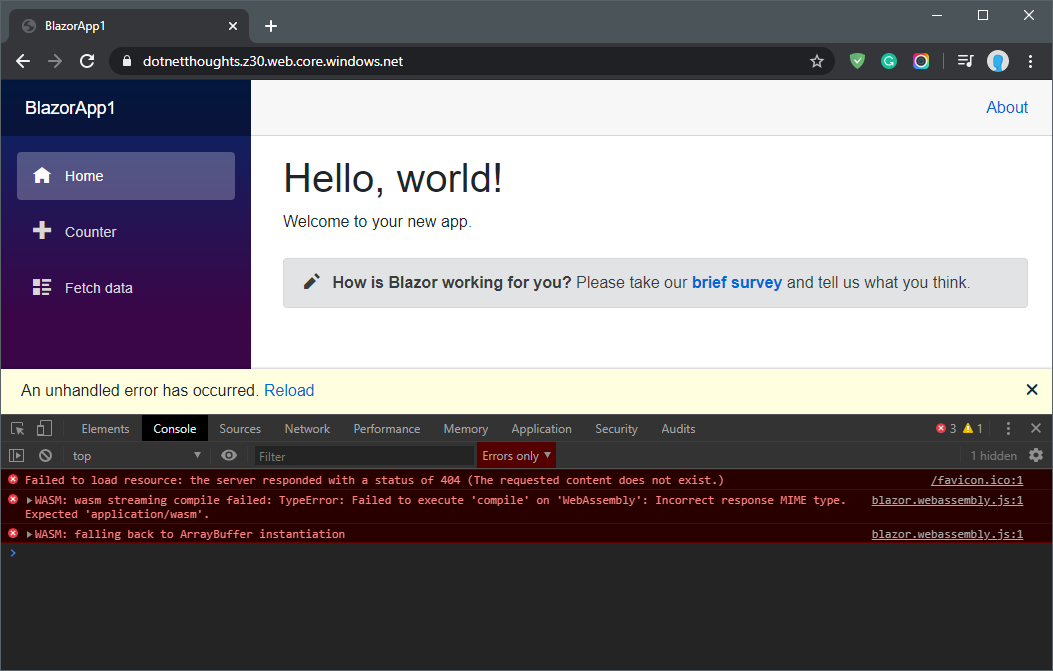 BlazorApp1
dotnetthoughts.z30.web.core.windows.net
BlazorApp1
About
Home
Counter
Fetch data
Hello, world!
Welcome to your new app.
How is Blazor working for you? Please take our brief survey and tell us what you think.
An unhandled error has occurred. Reload
Elements Console Sources Network Performance Memory Application Security Audits 3 1
top Filter Errors only 1 hidden
Failed to load resource: the server responded with a status of 404 (The requested content does not exist.) /favicon.ico:1
WASM: wasm streaming compile failed: TypeError: Failed to execute 'compile' on 'WebAssembly': Incorrect response MIME type. blazor.webassembly.js:1
Expected 'application/wasm'.
WASM: falling back to ArrayBuffer instantiation blazor.webassembly.js:1